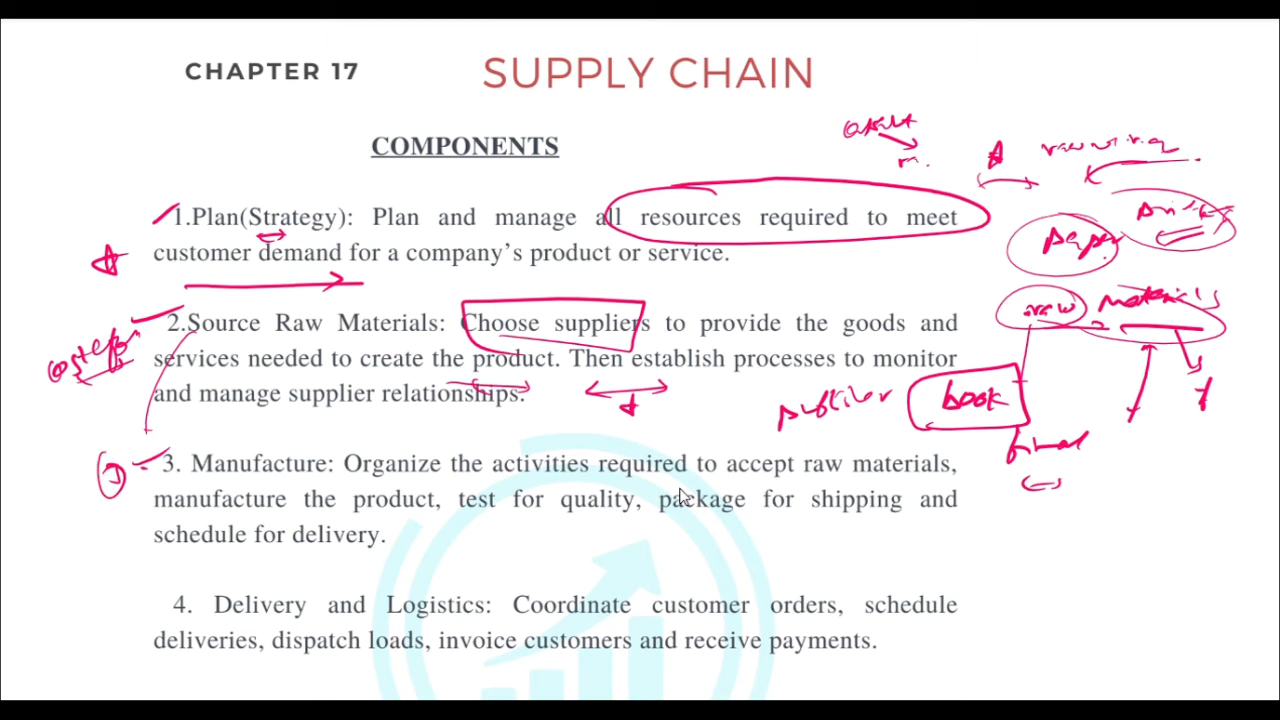 CHAPTER 17
SUPPLY CHAIN
COMPONENTS
1.Plan(Strategy): Plan and manage all resources required to meet
customer demand for a company's product or service.
2.Source Raw Materials: Choose suppliers to provide the goods and
services needed to create the product. Then establish processes to monitor
and manage supplier relationships.
3. Manufacture: Organize the activities required to accept raw materials,
manufacture the product, test for quality, package for shipping and
schedule for delivery.
4. Delivery and Logistics: Coordinate customer orders, schedule
deliveries, dispatch loads, invoice customers and receive payments.
paper
raw materials
book